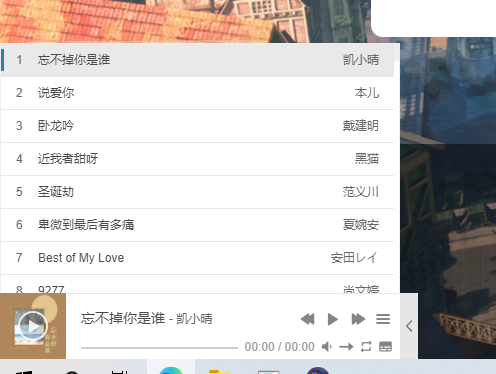 1 忘不掉你是谁 凯小晴
2 说爱你 本儿
3 卧龙吟 戴建明
4 近我者甜呀 黑猫
5 圣诞劫 范义川
6 卑微到最后有多痛 夏婉安
7 Best of My Love 安田レイ
8 9277 尚文婷
忘不掉你是谁 - 凯小晴
00:00 / 00:00